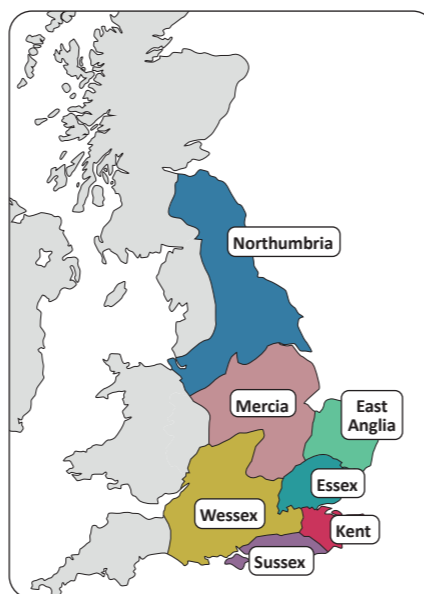 Northumbria
Mercia
East
Anglia
Essex
Wessex
Kent
Sussex